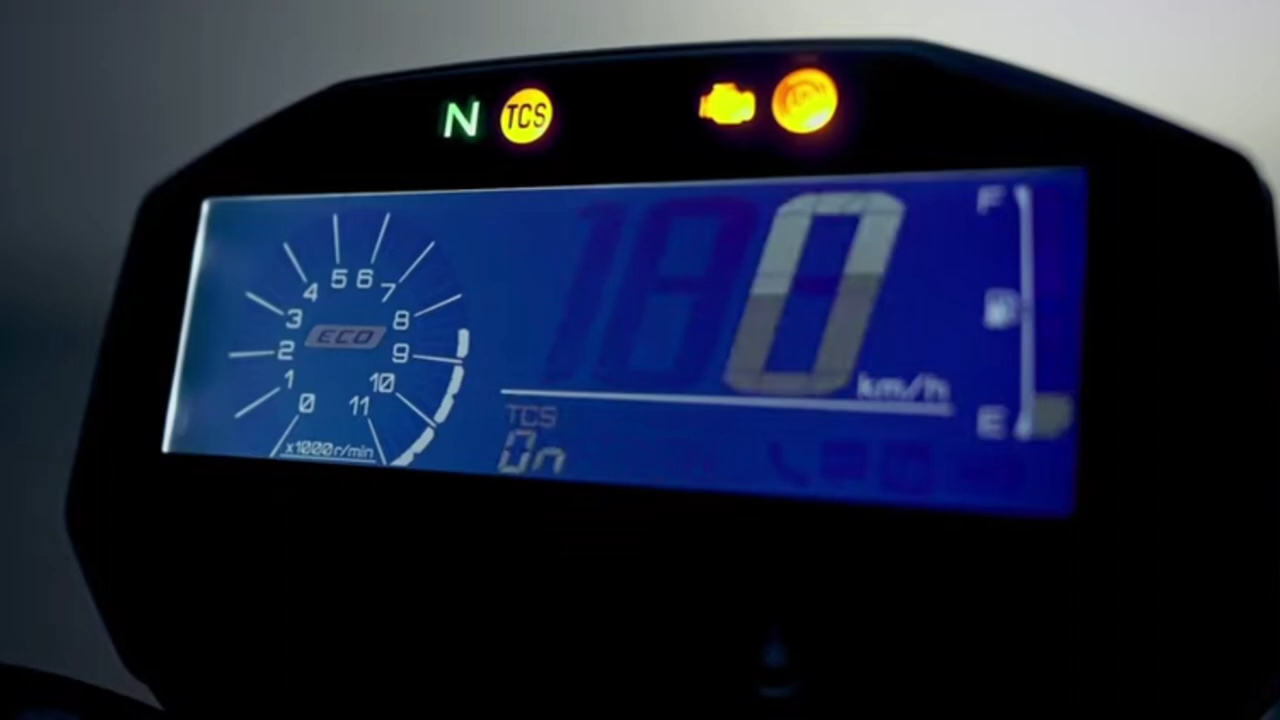 N TCS
0 1 2 3 4 5 6 7 8 9 10 11
ECO
x1000r/min
0
km/h
TCS
On
F
E